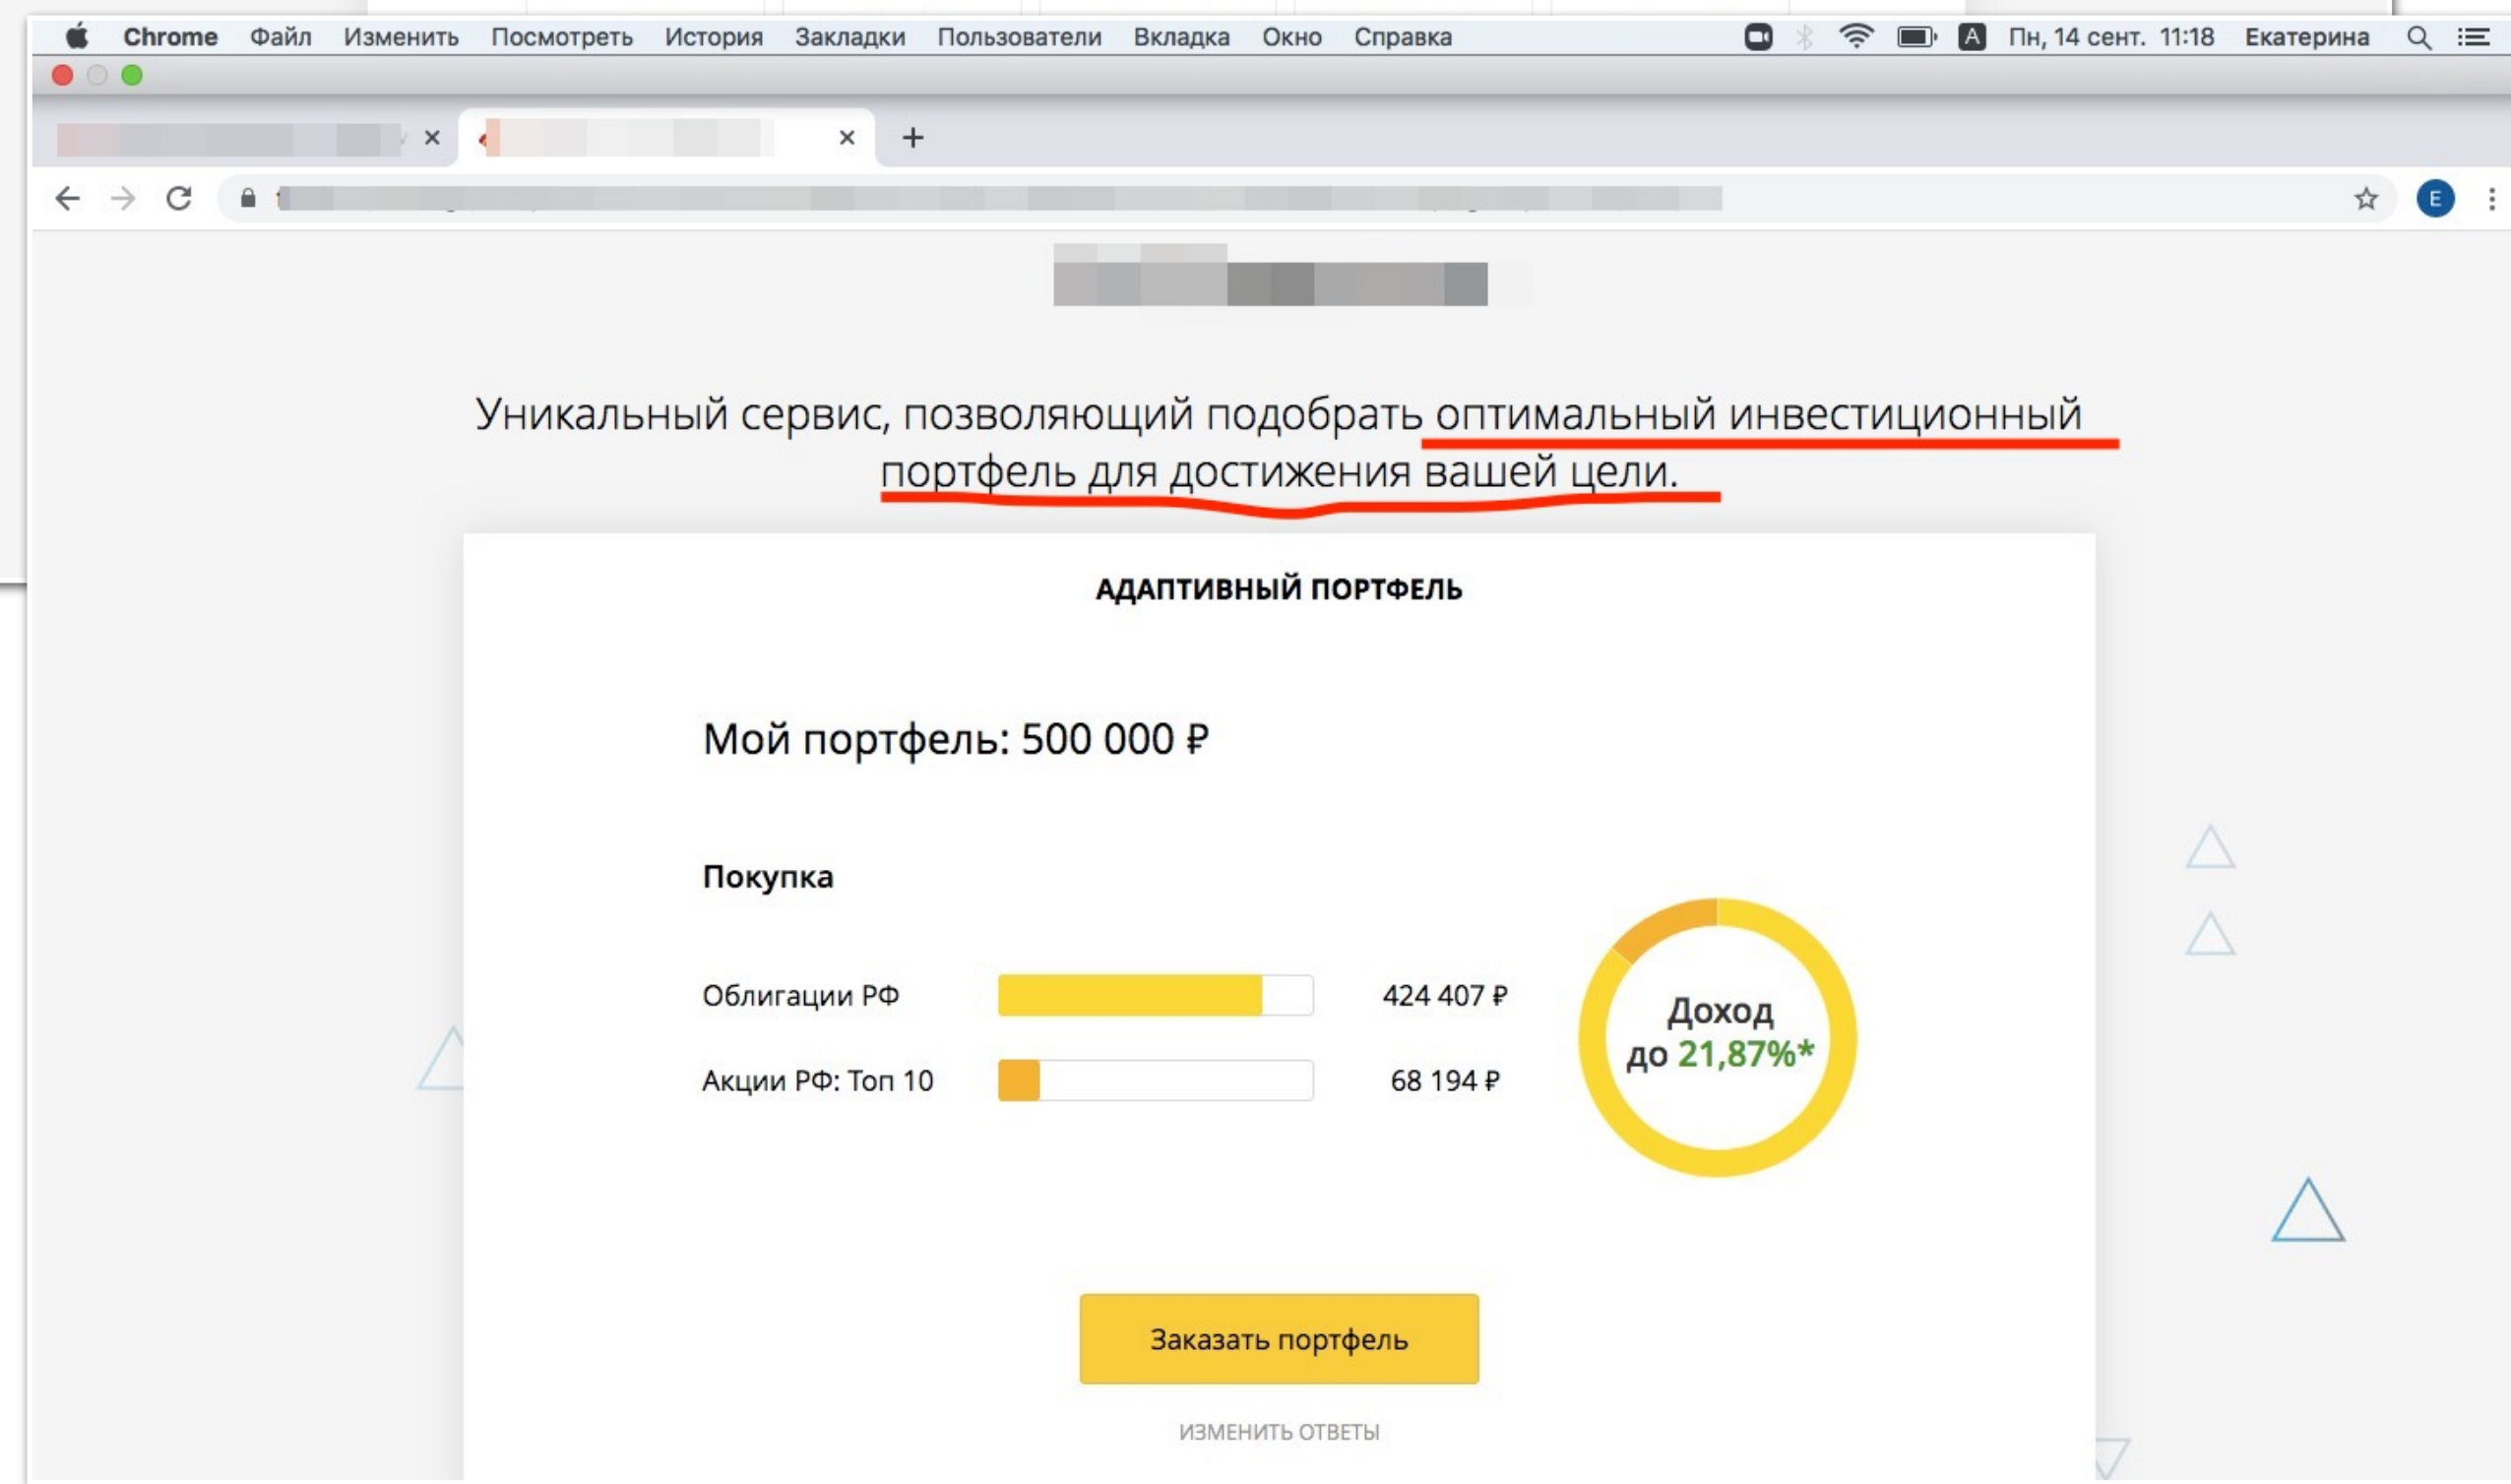 Chrome Файл Изменить Посмотреть История Закладки Пользователи Вкладка Окно Справка A Пн, 14 сент. 11:18 Екатерина
E
Уникальный сервис, позволяющий подобрать оптимальный инвестиционный
портфель для достижения вашей цели.
АДАПТИВНЫЙ ПОРТФЕЛЬ
Мой портфель: 500 000 ₽
Покупка
Облигации РФ 424 407 ₽
Акции РФ: Топ 10 68 194 ₽
Доход
до 21,87%*
Заказать портфель
ИЗМЕНИТЬ ОТВЕТЫ